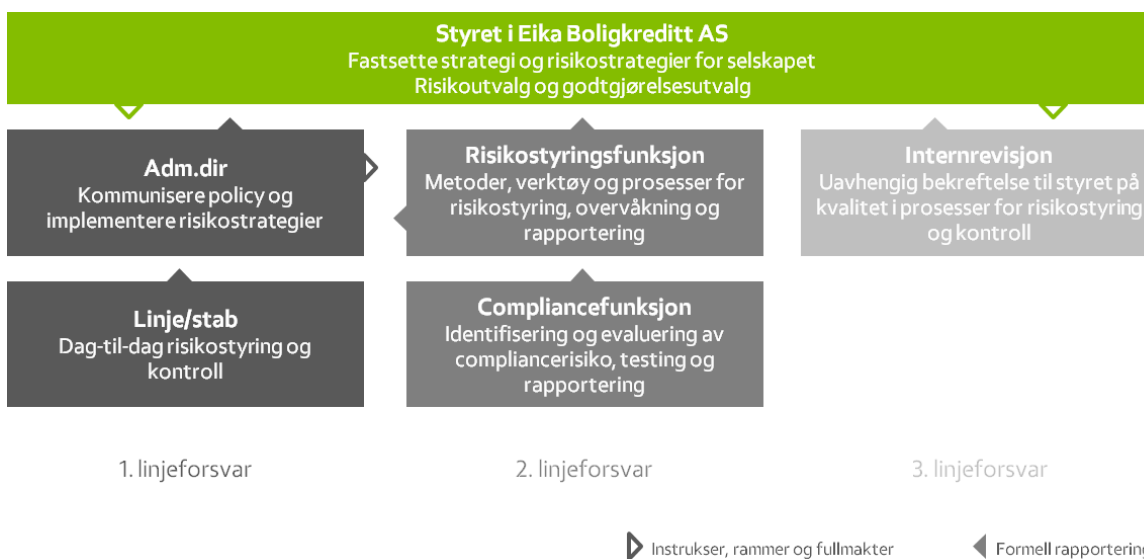 Styret i Eika Boligkreditt AS
Fastsette strategi og risikostrategier for selskapet
Risikoutvalg og godtgjørelsesutvalg
Adm.dir
Kommunisere policy og
implementere risikostrategier
Linje/stab
Dag-til-dag risikostyring og
kontroll
Risikostyringsfunksjon
Metoder, verktøy og prosesser for
risikostyring, overvåkning og
rapportering
Compliancefunksjon
Identifisering og evaluering av
compliancerisiko, testing og
rapportering
Internrevisjon
Uavhengig bekreftelse til styret på
kvalitet i prosesser for risikostyring
og kontroll
1. linjeforsvar
2. linjeforsvar
3. linjeforsvar
Instrukser, rammer og fullmakter
Formell rapportering